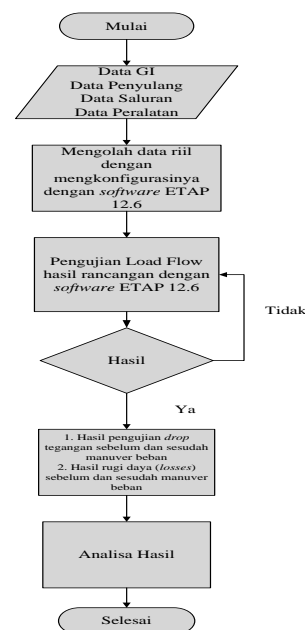 Mulai
Data GI
Data Penyulang
Data Saluran
Data Peralatan
Mengolah data riil
dengan
mengkonfigurasinya
dengan software ETAP
12.6
Pengujian Load Flow
hasil rancangan dengan
software ETAP 12.6
Tidak
Hasil
Ya
1. Hasil pengujian drop
tegangan sebelum dan sesudah
manuver beban
2. Hasil rugi daya (losses)
sebelum dan sesudah manuver
beban
Analisa Hasil
Selesai